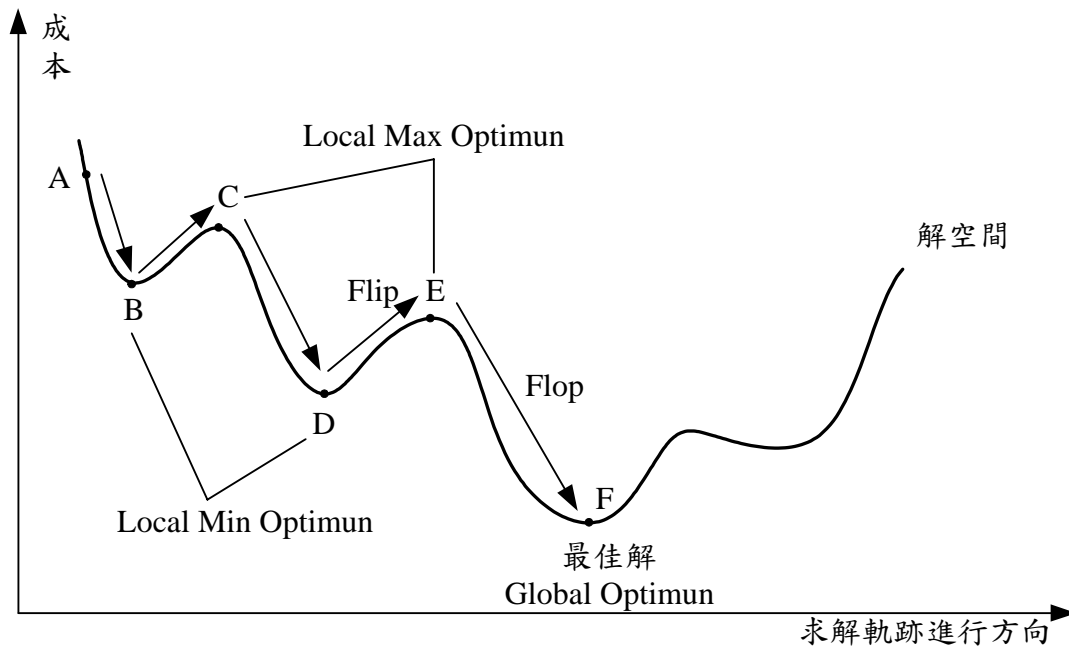 成
本
Local Max Optimun
A
C
解空間
Flip
E
B
Flop
D
F
Local Min Optimun
最佳解
Global Optimun
求解軌跡進行方向